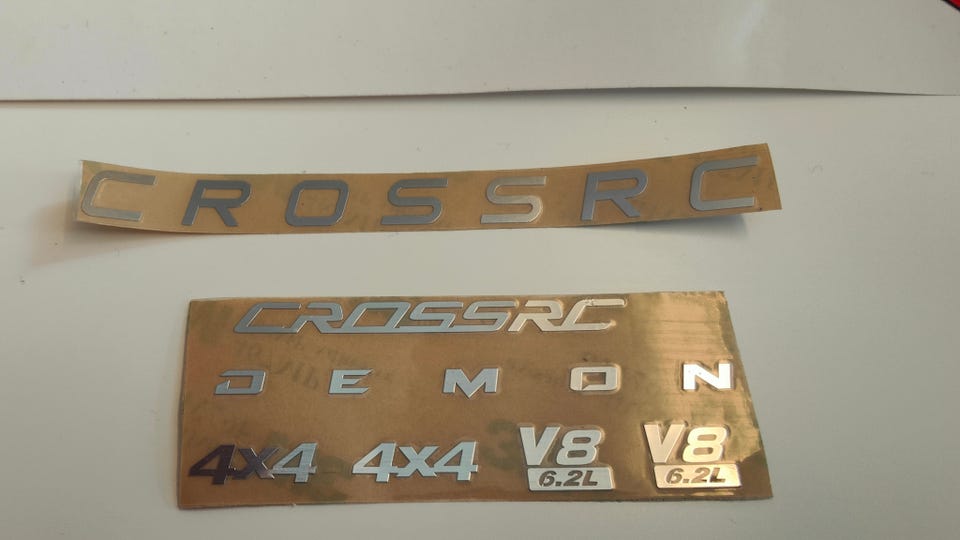 CROSSRC
CROSSRC
DEMON
4x4 4x4 V8 V8
6.2L 6.2L